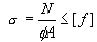 σ = N/ϕA ≤ [ f ]